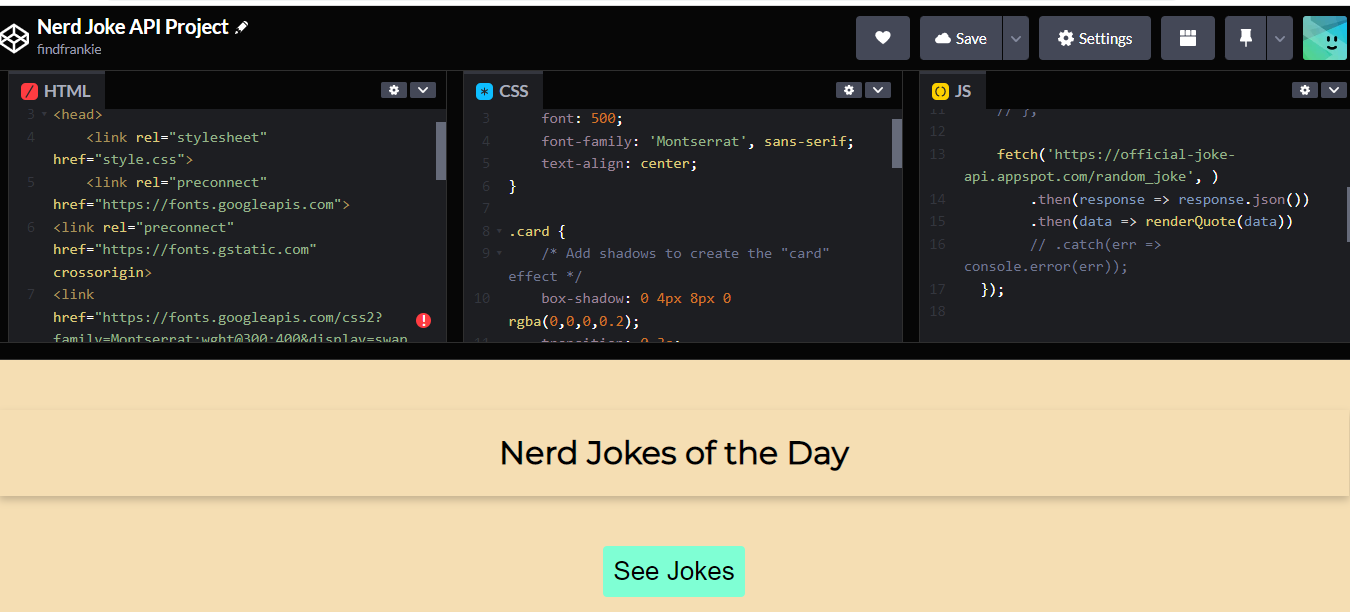 Nerd Joke API Project
findfrankie
Save
Settings
HTML
3 <head>
4 <link rel="stylesheet"
href="style.css">
5 <link rel="preconnect"
href="https://fonts.googleapis.com">
6 <link rel="preconnect"
href="https://fonts.gstatic.com"
crossorigin>
7 <link
href="https://fonts.googleapis.com/css2?
family=Montserrat:wght@300;400&display=swap
CSS
3 font: 500;
4 font-family: 'Montserrat', sans-serif;
5 text-align: center;
6 }
7
8 .card {
9 /* Add shadows to create the "card"
effect */
10 box-shadow: 0 4px 8px 0
rgba(0,0,0,0.2);
11 transition: 0.3s;
JS
11 // };
12
13 fetch('https://official-joke-
api.appspot.com/random_joke', )
14 .then(response => response.json())
15 .then(data => renderQuote(data))
16 // .catch(err =>
console.error(err));
17 });
18
Nerd Jokes of the Day
See Jokes